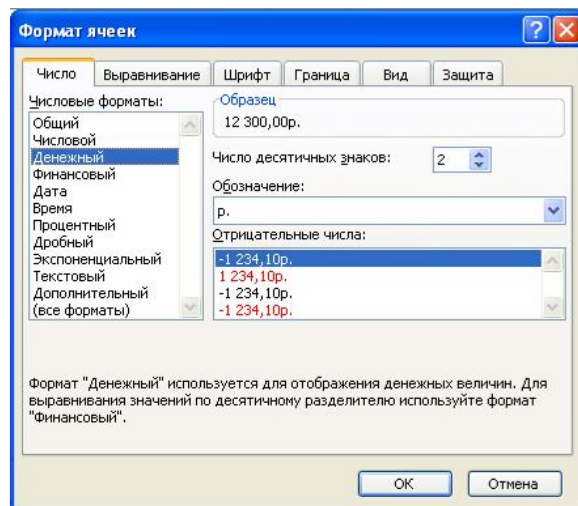 Формат ячеек
Число
Выравнивание
Шрифт
Граница
Вид
Защита
Числовые форматы:
Общий
Числовой
Денежный
Финансовый
Дата
Время
Процентный
Дробный
Экспоненциальный
Текстовый
Дополнительный
(все форматы)
Образец
12 300,00р.
Число десятичных знаков:
2
Обозначение:
р.
Отрицательные числа:
-1 234,10р.
1 234,10р.
-1 234,10р.
-1 234,10р.
Формат "Денежный" используется для отображения денежных величин. Для
выравнивания значений по десятичному разделителю используйте формат
"Финансовый".
ОК
Отмена